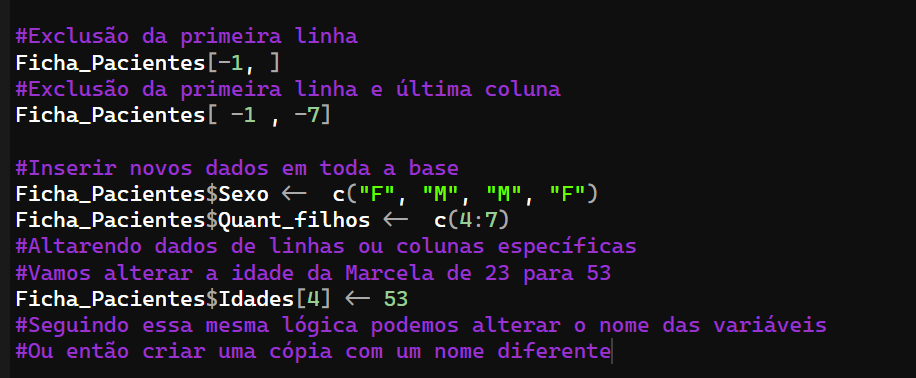 #Exclusão da primeira linha
Ficha_Pacientes[-1, ]
#Exclusão da primeira linha e última coluna
Ficha_Pacientes[ -1 , -7]
#Inserir novos dados em toda a base
Ficha_Pacientes$Sexo <-  c("F", "M", "M", "F")
Ficha_Pacientes$Quant_filhos <-  c(4:7)
#Altarendo dados de linhas ou colunas específicas
#Vamos alterar a idade da Marcela de 23 para 53
Ficha_Pacientes$Idades[4] <- 53
#Seguindo essa mesma lógica podemos alterar o nome das variáveis
#Ou então criar uma cópia com um nome diferente